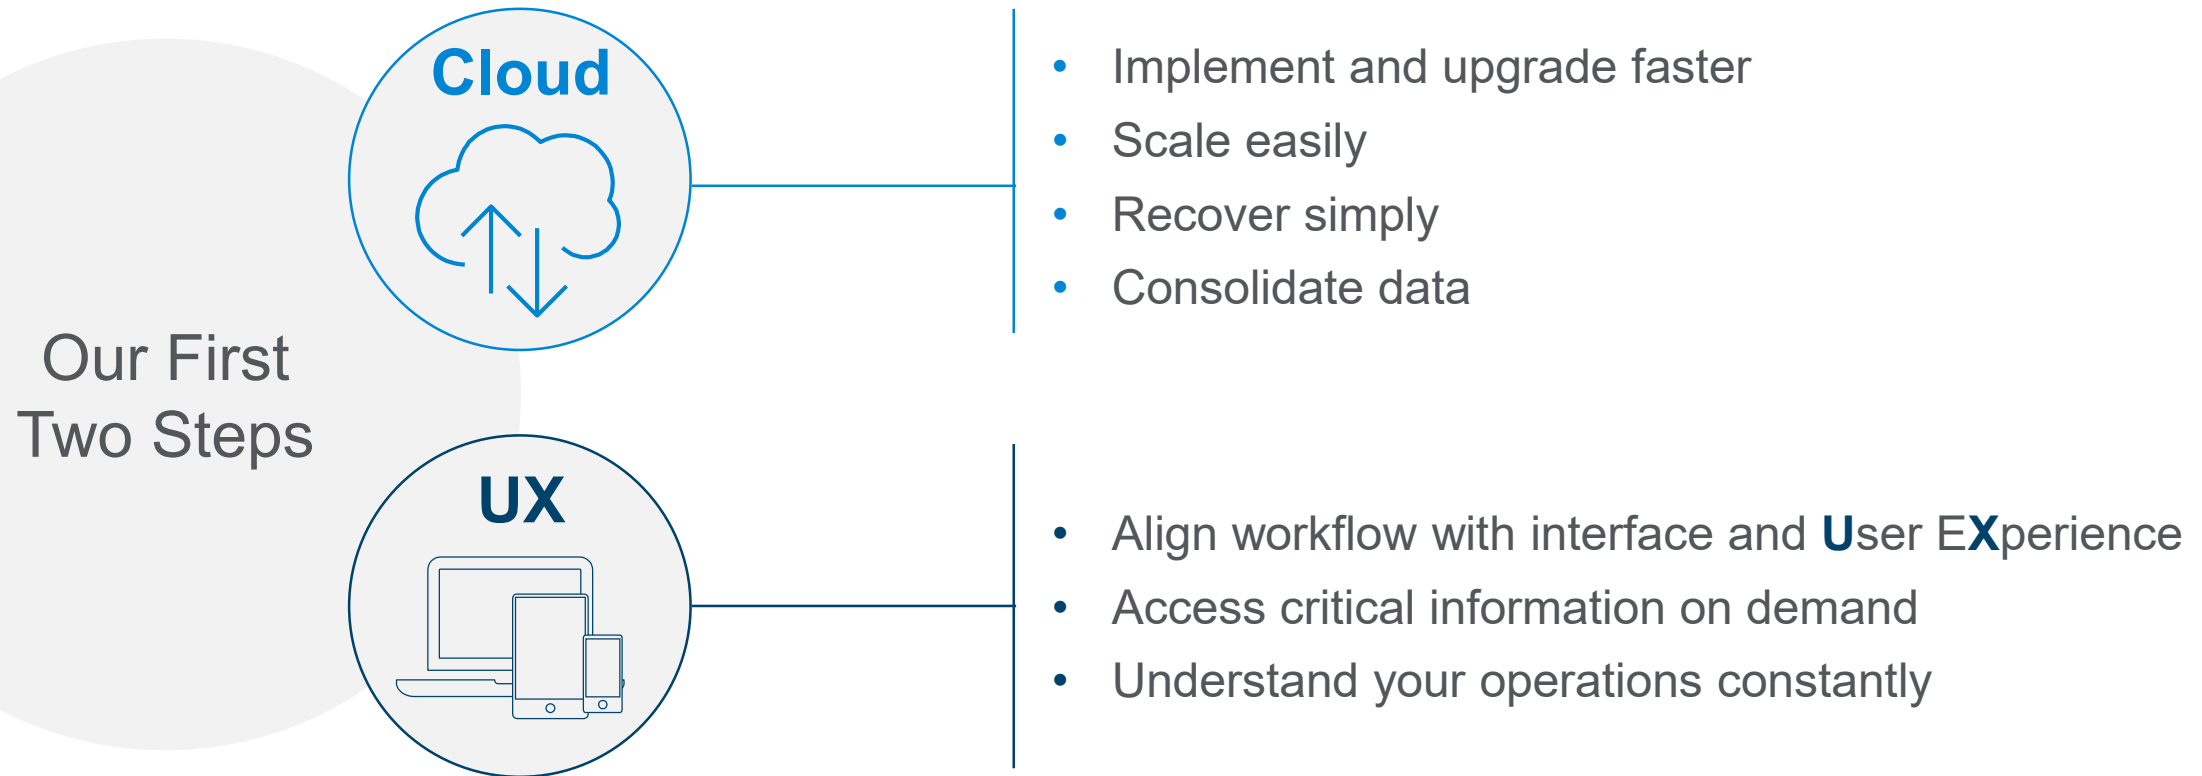 Our First
Two Steps
Cloud
• Implement and upgrade faster
• Scale easily
• Recover simply
• Consolidate data
UX
• Align workflow with interface and User EXperience
• Access critical information on demand
• Understand your operations constantly